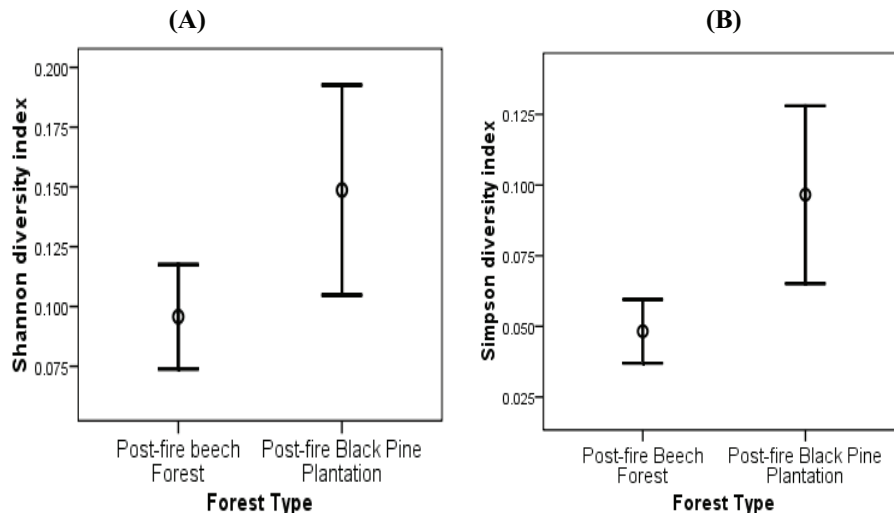 (A)
Shannon diversity index
0.200
0.175
0.150
0.125
0.100
0.075
Post-fire beech
Forest
Post-fire Black Pine
Plantation
Forest Type
(B)
Simpson diversity index
0.125
0.100
0.075
0.050
0.025
Post-fire Beech
Forest
Post-fire Black Pine
Plantation
Forest Type